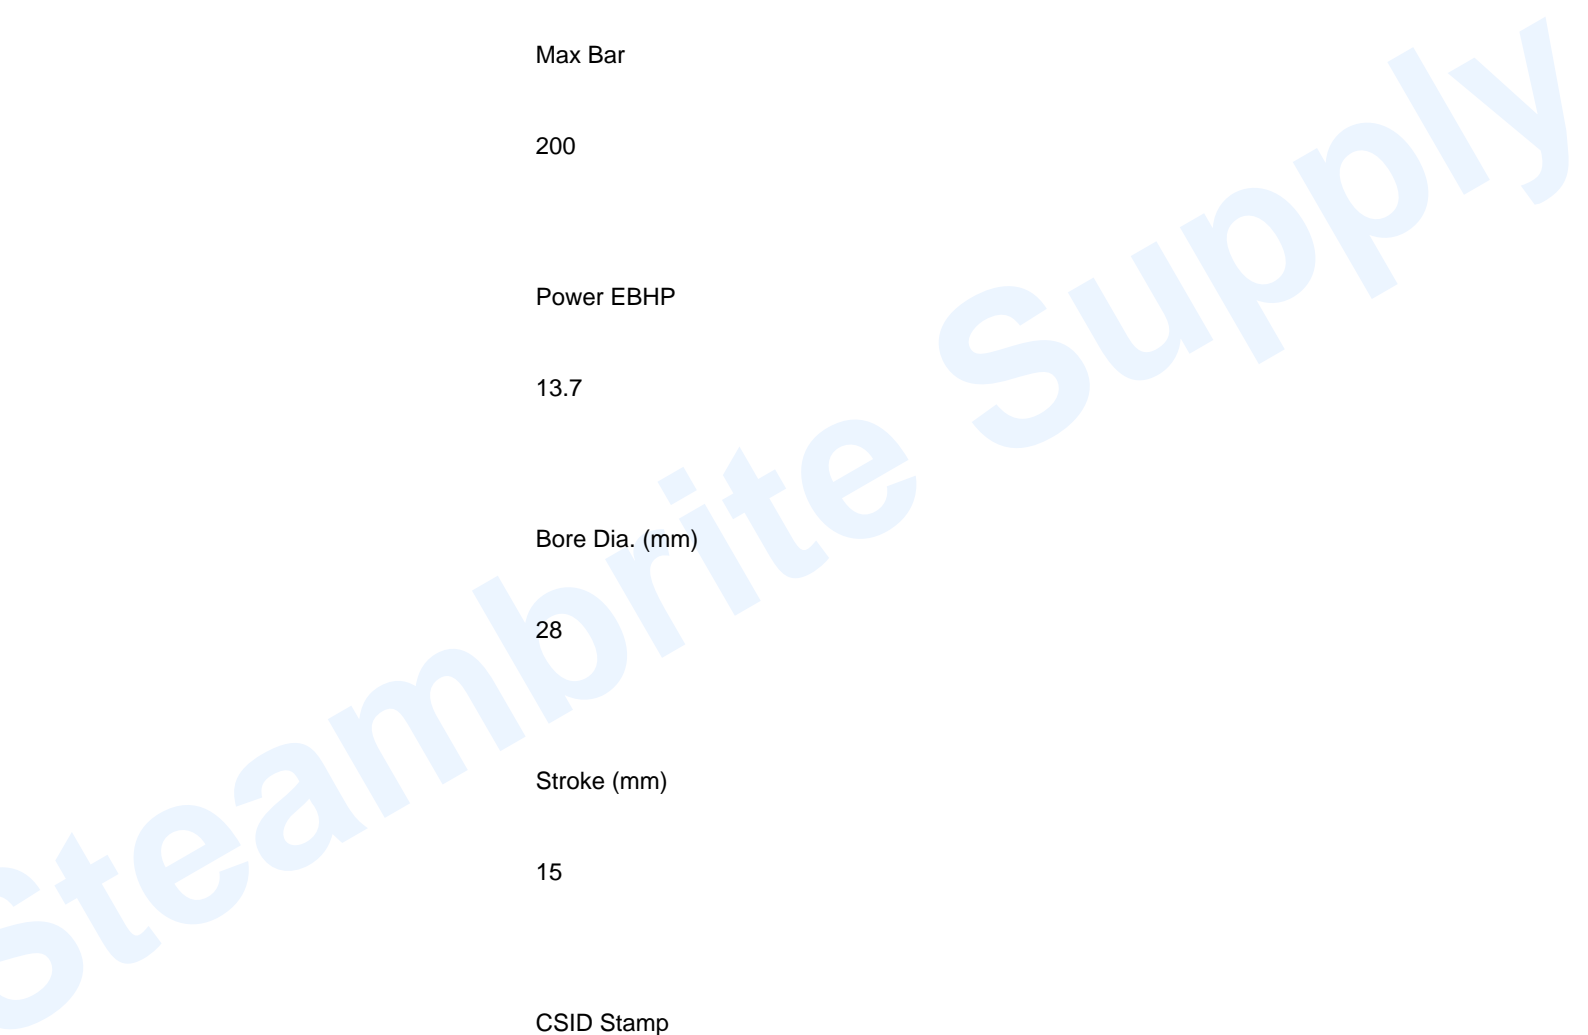 Max Bar
200
Power EBHP
13.7
Bore Dia. (mm)
28
Stroke (mm)
15
CSID Stamp
Steambrite Supply